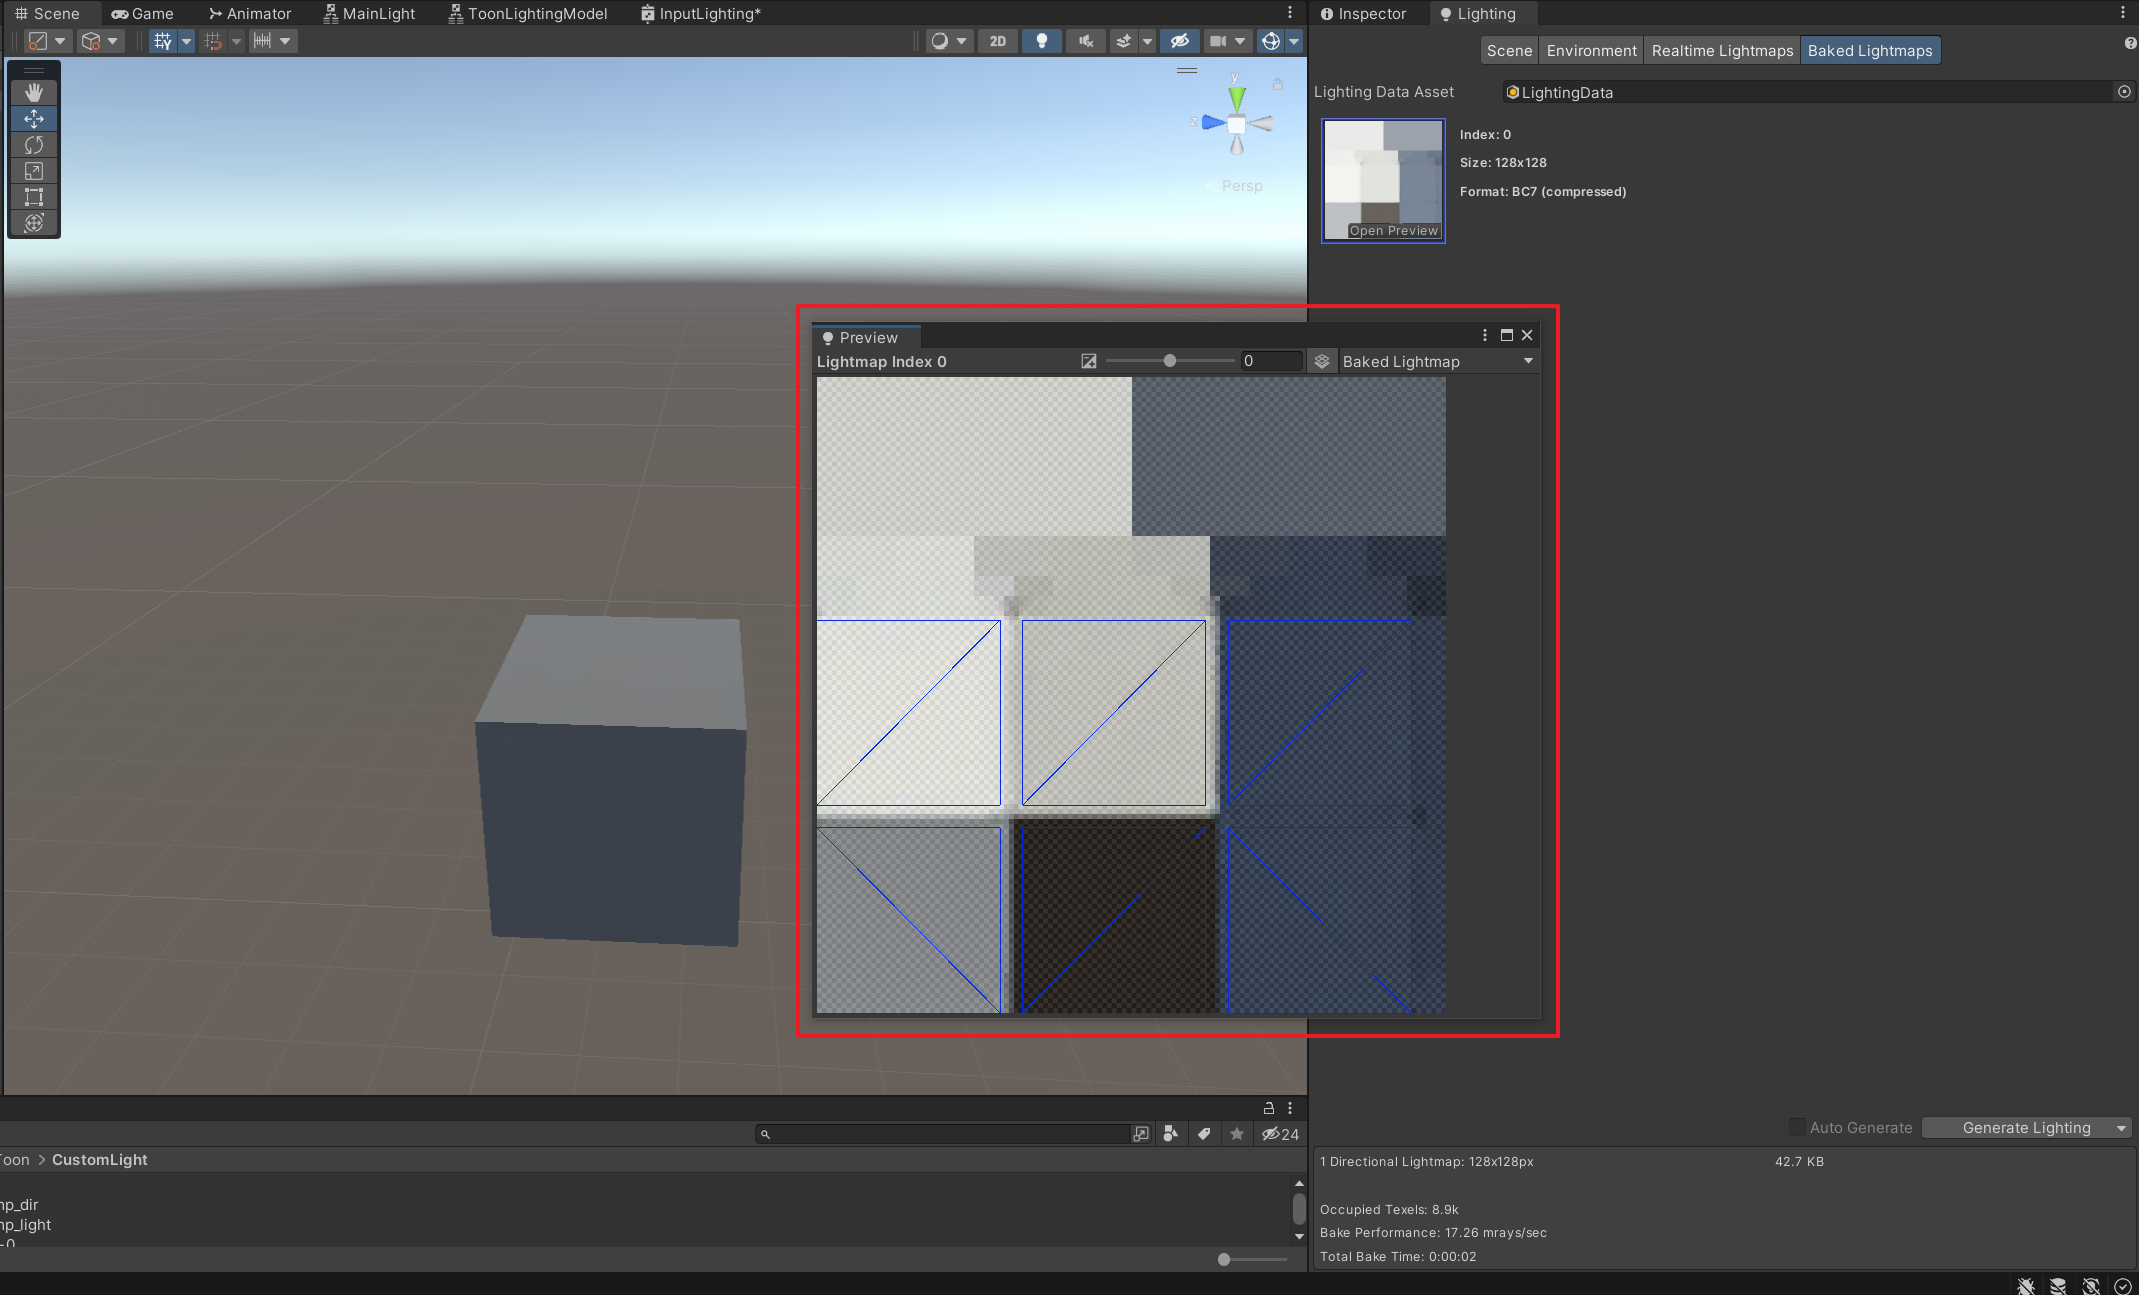 Scene Game Animator MainLight ToonLightingModel InputLighting*
Inspector Lighting
2D
Scene Environment Realtime Lightmaps Baked Lightmaps
Lighting Data Asset LightingData
Index: 0
Size: 128x128
Format: BC7 (compressed)
Open Preview
y
z
Persp
Preview
Lightmap Index 0 0 Baked Lightmap
24
oon > CustomLight
np_dir
np_light
-0
Auto Generate Generate Lighting
1 Directional Lightmap: 128x128px 42.7 KB
Occupied Texels: 8.9k
Bake Performance: 17.26 mrays/sec
Total Bake Time: 0:00:02